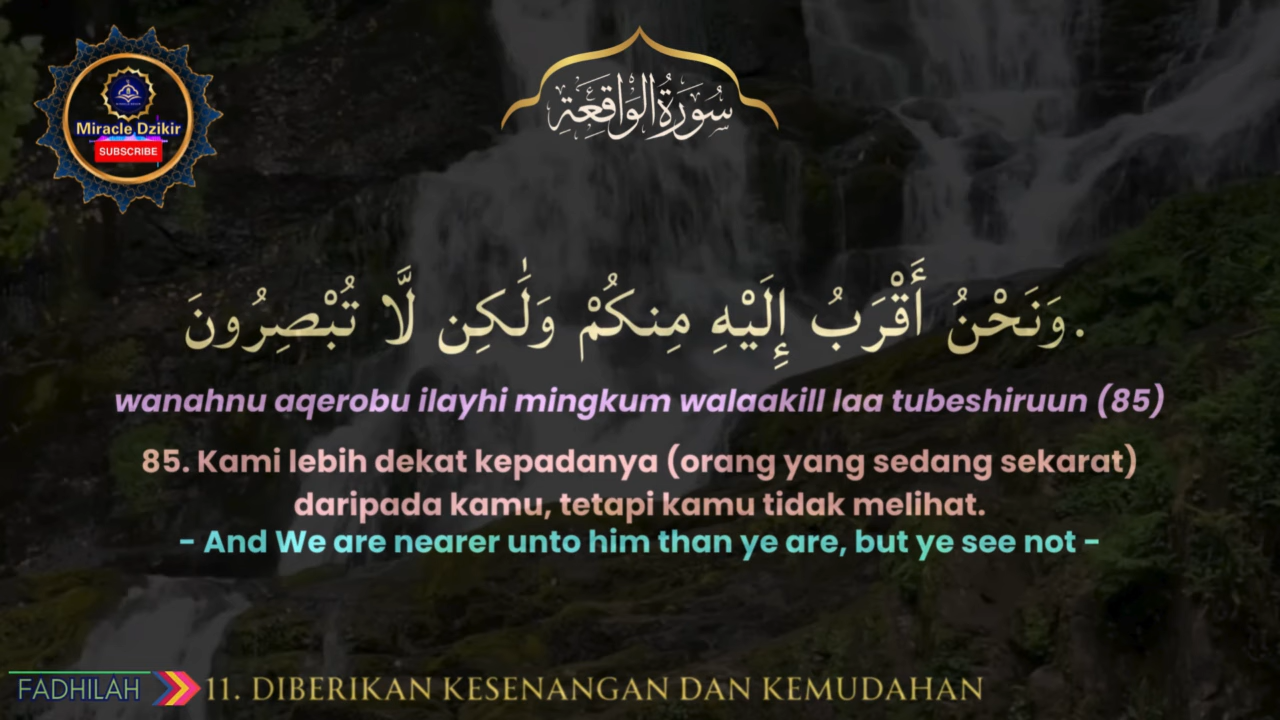 سُورَةُ الْوَاقِعَة
Miracle Dzikir
SUBSCRIBE
وَنَحْنُ أَقْرَبُ إِلَيْهِ مِنكُمْ وَلَٰكِن لَّا تُبْصِرُونَ.
wanahnu aqerobu ilayhi mingkum walaakill laa tubeshiruun (85)
85. Kami lebih dekat kepadanya (orang yang sedang sekarat)
daripada kamu, tetapi kamu tidak melihat.
- And We are nearer unto him than ye are, but ye see not -
FADHILAH 11. DIBERIKAN KESENANGAN DAN KEMUDAHAN